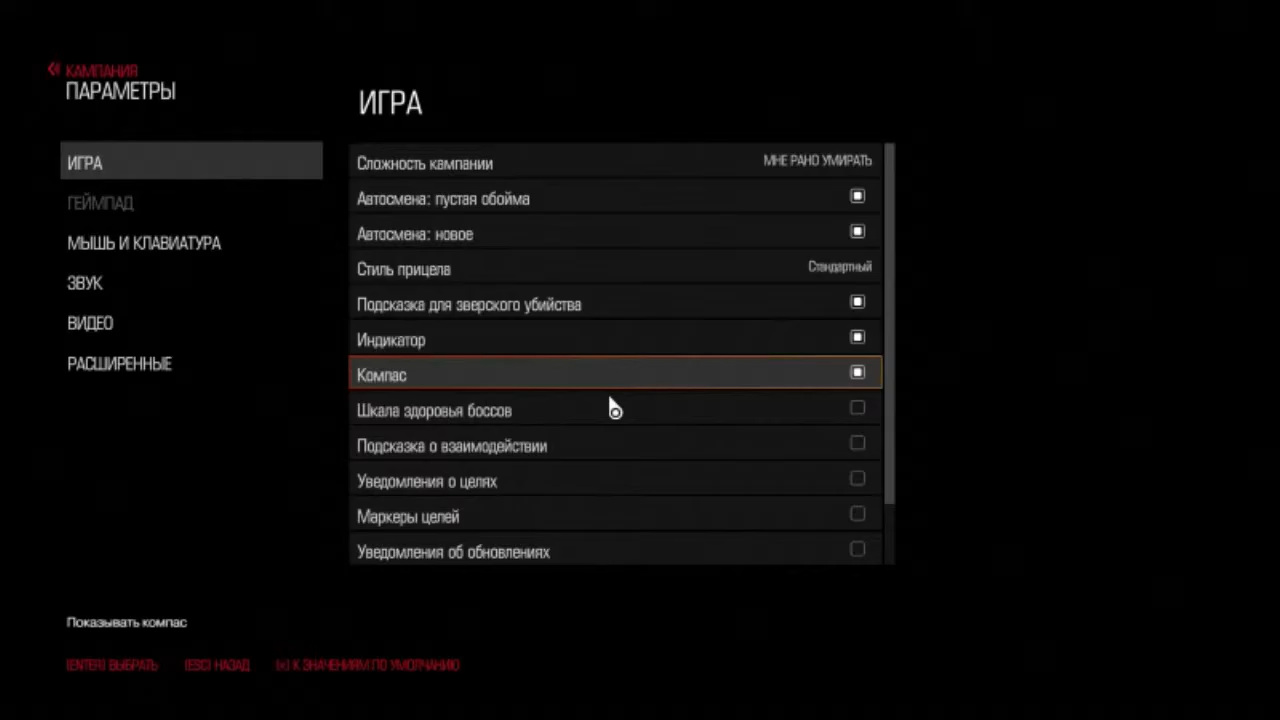 КАМПАНИЯ
ПАРАМЕТРЫ
ИГРА
ИГРА
ГЕЙМПАД
МЫШЬ И КЛАВИАТУРА
ЗВУК
ВИДЕО
РАСШИРЕННЫЕ
Сложность кампании МНЕ РАНО УМИРАТЬ
Автосмена: пустая обойма
Автосмена: новое
Стиль прицела Стандартный
Подсказка для зверского убийства
Индикатор
Компас
Шкала здоровья боссов
Подсказка о взаимодействии
Уведомления о целях
Маркеры целей
Уведомления об обновлениях
Показывать компас
[ENTER] ВЫБРАТЬ [ESC] НАЗАД [x] К ЗНАЧЕНИЯМ ПО УМОЛЧАНИЮ